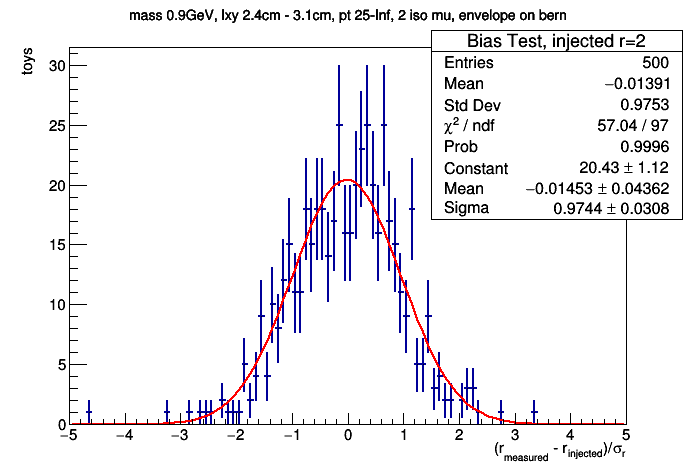 mass 0.9GeV, lxy 2.4cm - 3.1cm, pt 25-Inf, 2 iso mu, envelope on bern
toys
Bias Test, injected r=2
Entries 500
Mean −0.01391
Std Dev 0.9753
χ² / ndf 57.04 / 97
Prob 0.9996
Constant 20.43 ± 1.12
Mean −0.01453 ± 0.04362
Sigma 0.9744 ± 0.0308
30
25
20
15
10
5
0
−5 −4 −3 −2 −1 0 1 2 3 4 5
(r_measured - r_injected)/σ_r